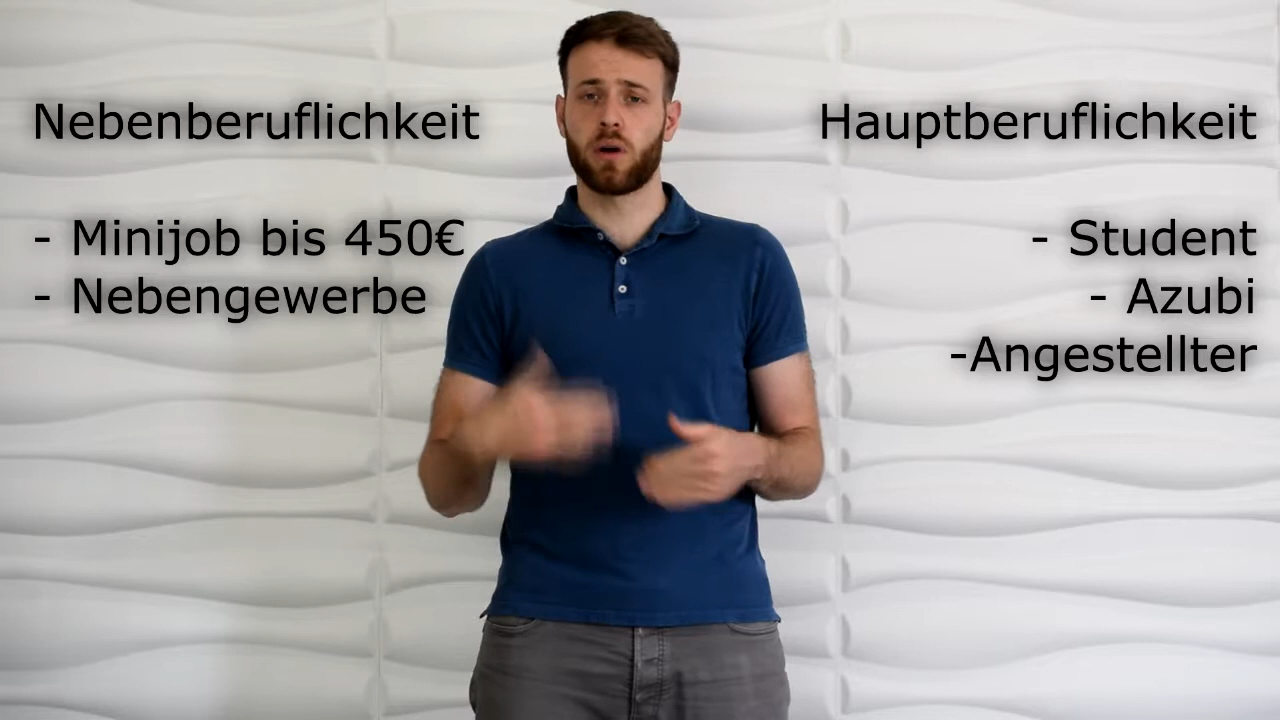 Nebenberuflichkeit
- Minijob bis 450€
- Nebengewerbe
Hauptberuflichkeit
- Student
- Azubi
-Angestellter